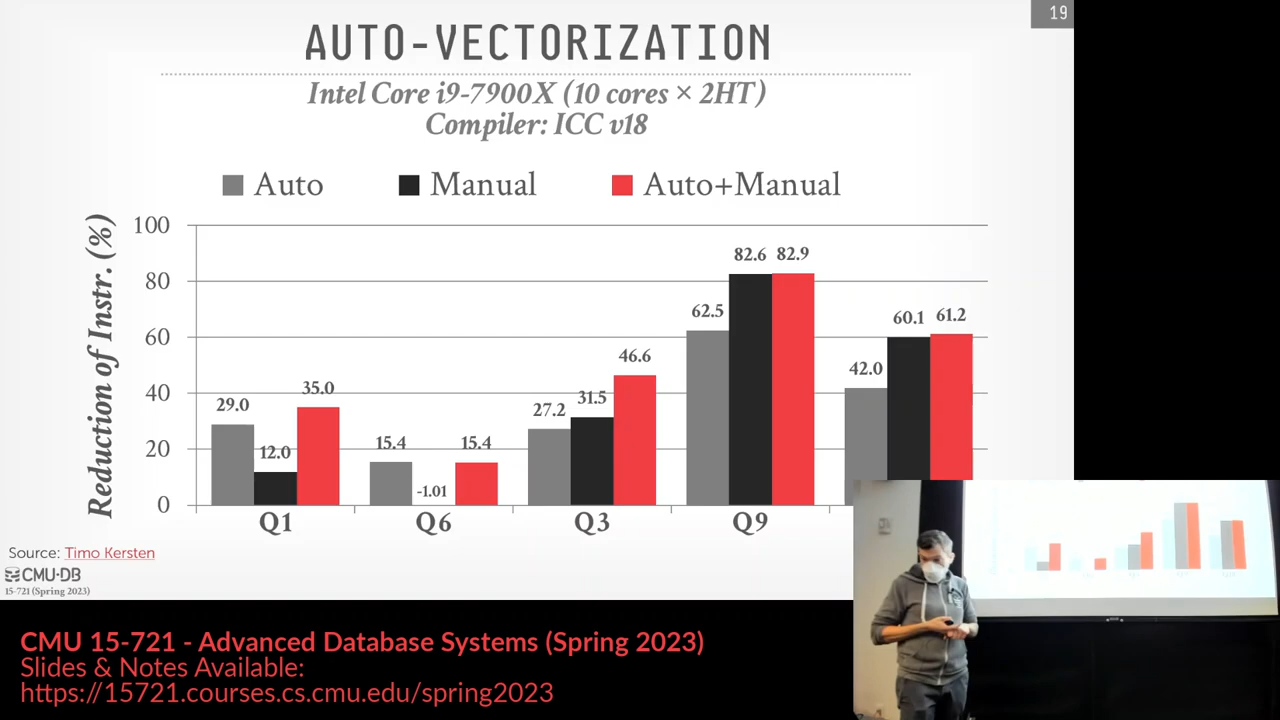 19
AUTO-VECTORIZATION
Intel Core i9-7900X (10 cores × 2HT)
Compiler: ICC v18
Auto
Manual
Auto+Manual
Reduction of Instr. (%)
100
80
60
40
20
0
29.0
12.0
35.0
15.4
-1.01
15.4
27.2
31.5
46.6
62.5
82.6
82.9
42.0
60.1
61.2
Q1
Q6
Q3
Q9
Source: Timo Kersten
CMU·DB
15-721 (Spring 2023)
CMU 15-721 - Advanced Database Systems (Spring 2023)
Slides & Notes Available:
https://15721.courses.cs.cmu.edu/spring2023